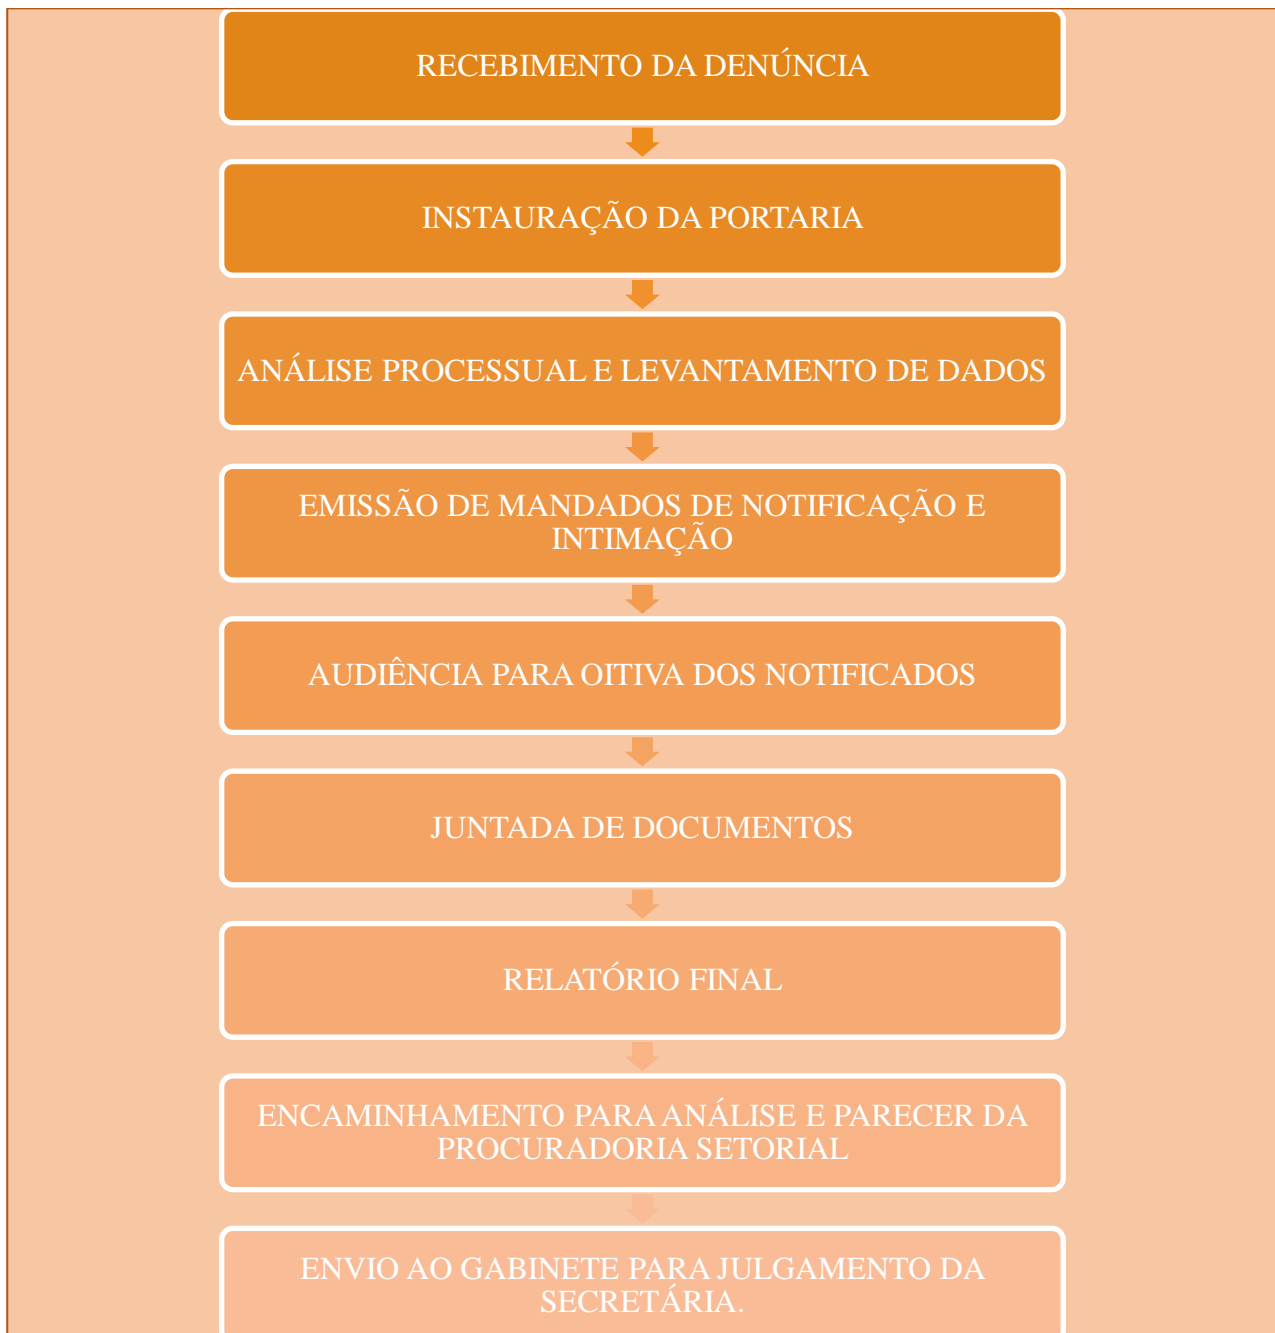 RECEBIMENTO DA DENÚNCIA
INSTAURAÇÃO DA PORTARIA
ANÁLISE PROCESSUAL E LEVANTAMENTO DE DADOS
EMISSÃO DE MANDADOS DE NOTIFICAÇÃO E
INTIMAÇÃO
AUDIÊNCIA PARA OITIVA DOS NOTIFICADOS
JUNTADA DE DOCUMENTOS
RELATÓRIO FINAL
ENCAMINHAMENTO PARA ANÁLISE E PARECER DA
PROCURADORIA SETORIAL
ENVIO AO GABINETE PARA JULGAMENTO DA
SECRETÁRIA.